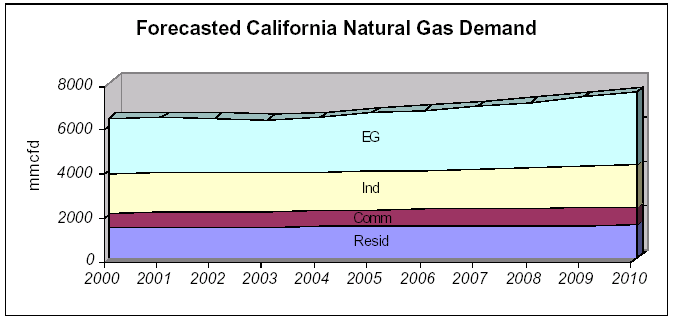 Forecasted California Natural Gas Demand
8000
6000
4000
2000
0
mmcfd
EG
Ind
Comm
Resid
2000 2001 2002 2003 2004 2005 2006 2007 2008 2009 2010